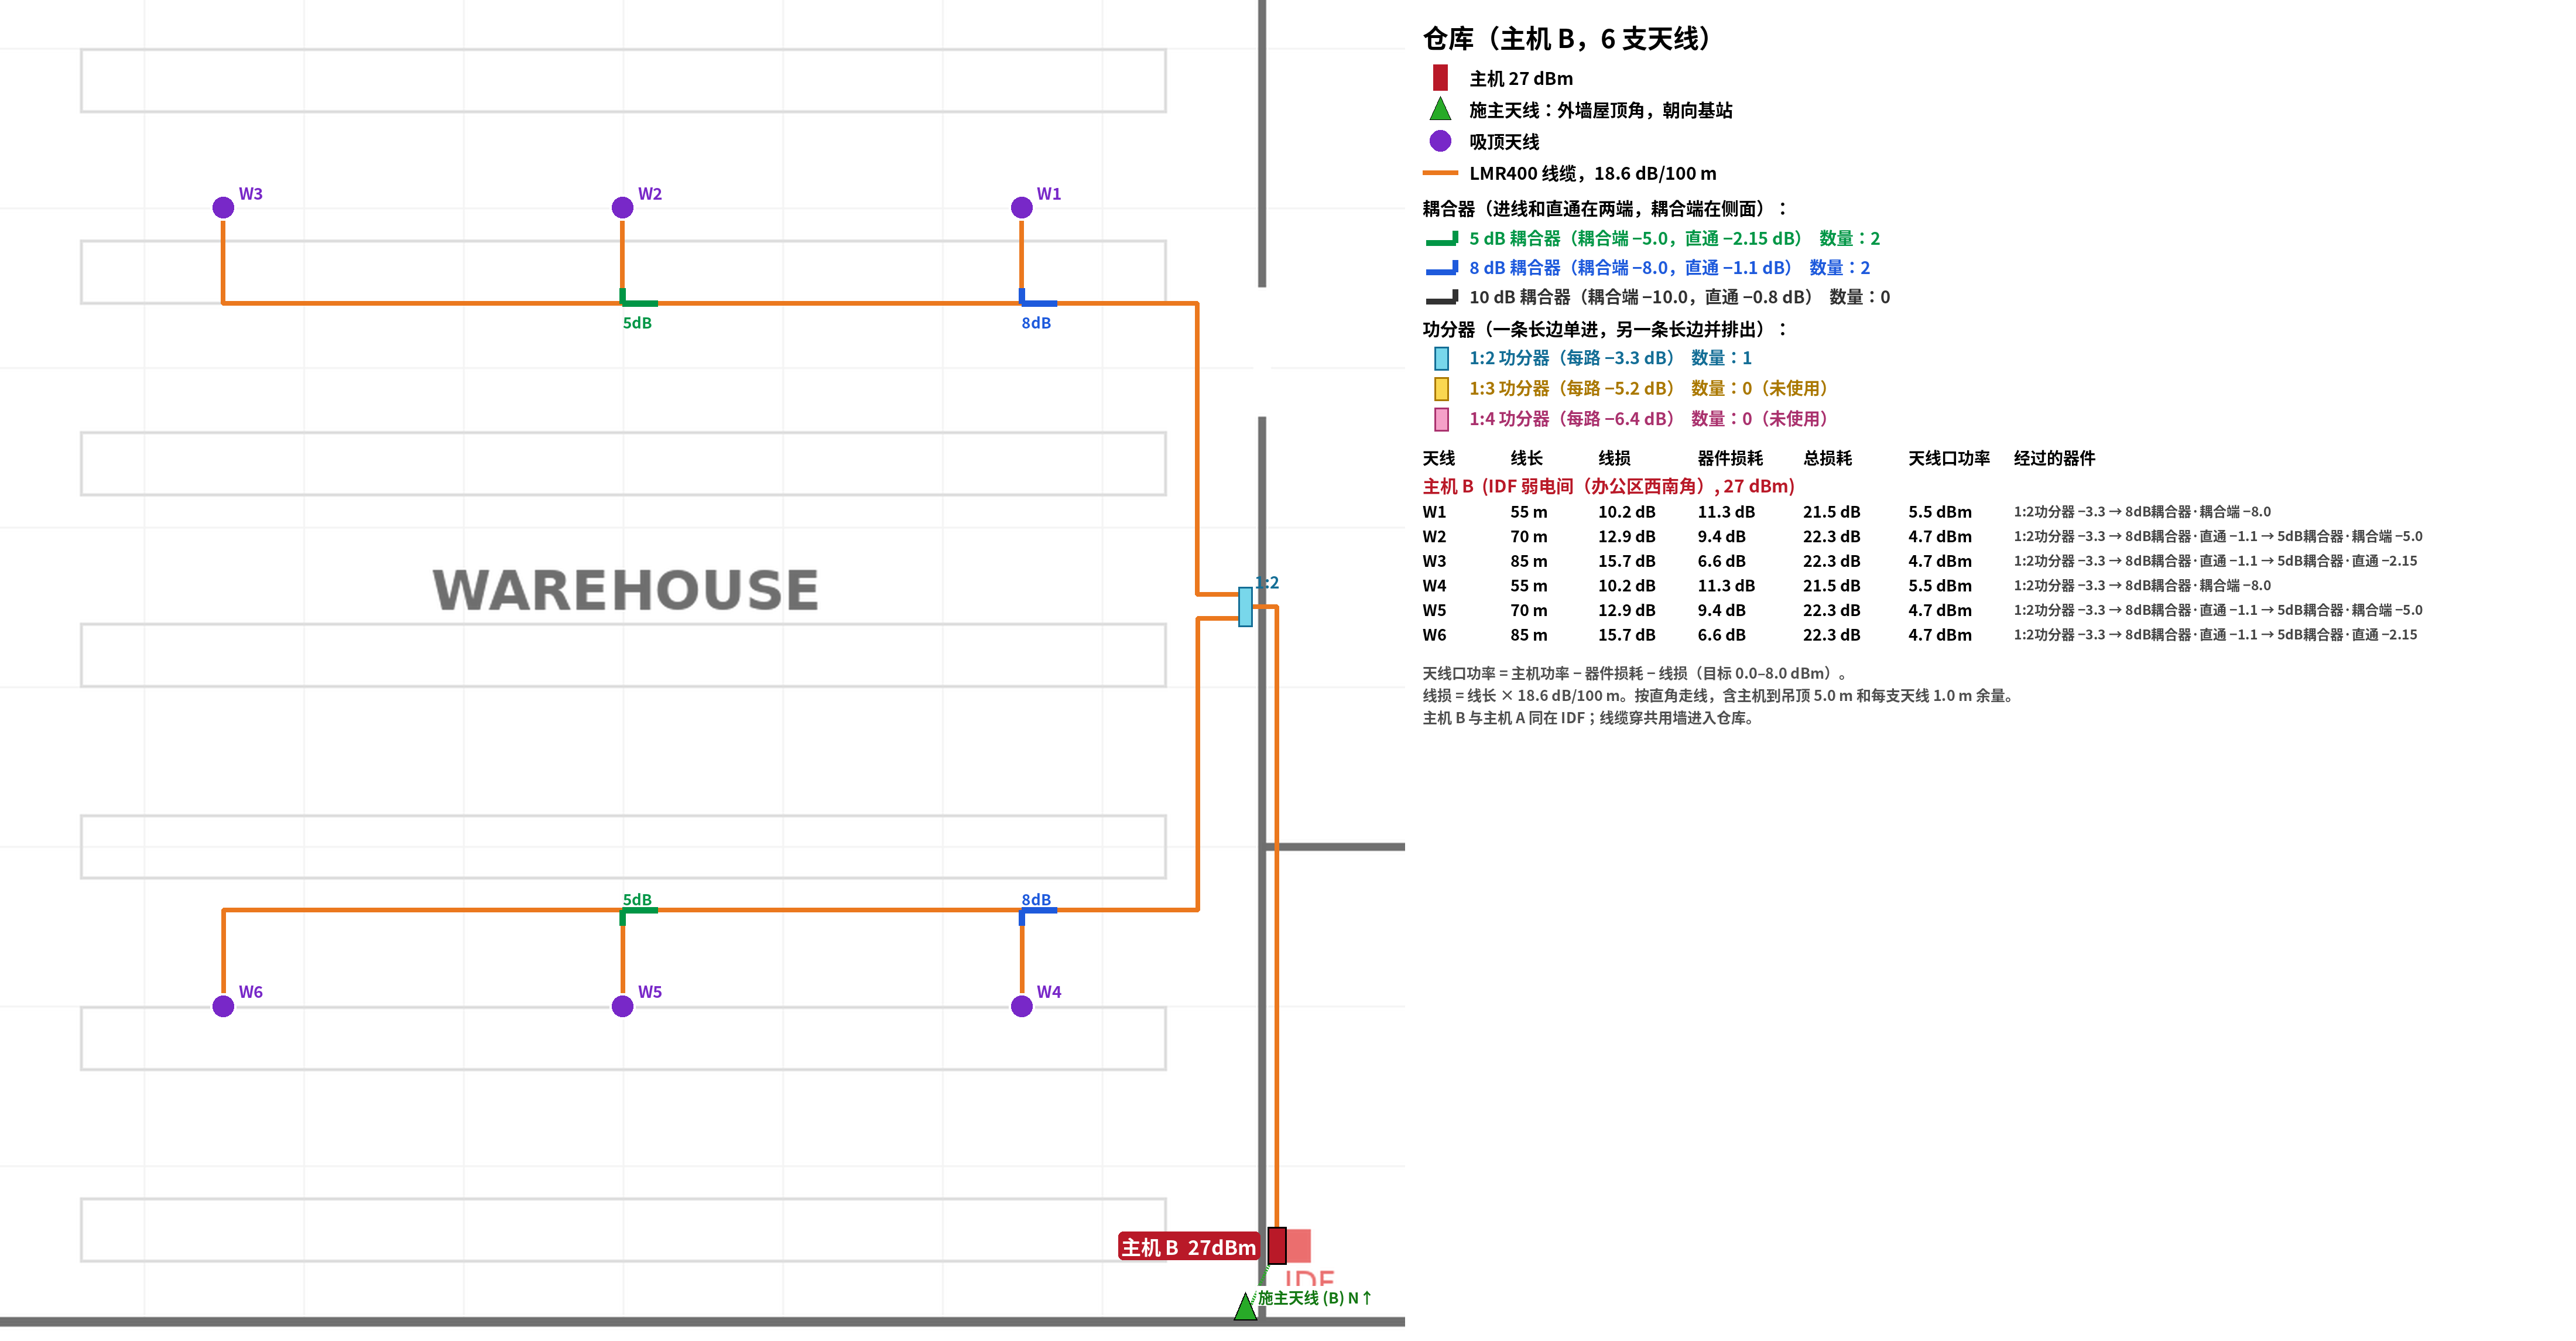 W3
W2
W1
5dB
8dB
1:2
WAREHOUSE
5dB
8dB
W6
W5
W4
主机 B 27dBm
IDF
施主天线 (B) N↑
仓库（主机 B，6 支天线）
主机 27 dBm
施主天线：外墙屋顶角，朝向基站
吸顶天线
LMR400 线缆，18.6 dB/100 m
耦合器（进线和直通在两端，耦合端在侧面）：
5 dB 耦合器（耦合端 −5.0，直通 −2.15 dB） 数量：2
8 dB 耦合器（耦合端 −8.0，直通 −1.1 dB） 数量：2
10 dB 耦合器（耦合端 −10.0，直通 −0.8 dB） 数量：0
功分器（一条长边单进，另一条长边并排出）：
1:2 功分器（每路 −3.3 dB） 数量：1
1:3 功分器（每路 −5.2 dB） 数量：0（未使用）
1:4 功分器（每路 −6.4 dB） 数量：0（未使用）
天线 线长 线损 器件损耗 总损耗 天线口功率 经过的器件
主机 B (IDF 弱电间（办公区西南角）, 27 dBm)
W1 55 m 10.2 dB 11.3 dB 21.5 dB 5.5 dBm 1:2功分器 −3.3 → 8dB耦合器·耦合端 −8.0
W2 70 m 12.9 dB 9.4 dB 22.3 dB 4.7 dBm 1:2功分器 −3.3 → 8dB耦合器·直通 −1.1 → 5dB耦合器·耦合端 −5.0
W3 85 m 15.7 dB 6.6 dB 22.3 dB 4.7 dBm 1:2功分器 −3.3 → 8dB耦合器·直通 −1.1 → 5dB耦合器·直通 −2.15
W4 55 m 10.2 dB 11.3 dB 21.5 dB 5.5 dBm 1:2功分器 −3.3 → 8dB耦合器·耦合端 −8.0
W5 70 m 12.9 dB 9.4 dB 22.3 dB 4.7 dBm 1:2功分器 −3.3 → 8dB耦合器·直通 −1.1 → 5dB耦合器·耦合端 −5.0
W6 85 m 15.7 dB 6.6 dB 22.3 dB 4.7 dBm 1:2功分器 −3.3 → 8dB耦合器·直通 −1.1 → 5dB耦合器·直通 −2.15
天线口功率 = 主机功率 − 器件损耗 − 线损（目标 0.0–8.0 dBm）。
线损 = 线长 × 18.6 dB/100 m。按直角走线，含主机到吊顶 5.0 m 和每支天线 1.0 m 余量。
主机 B 与主机 A 同在 IDF；线缆穿共用墙进入仓库。